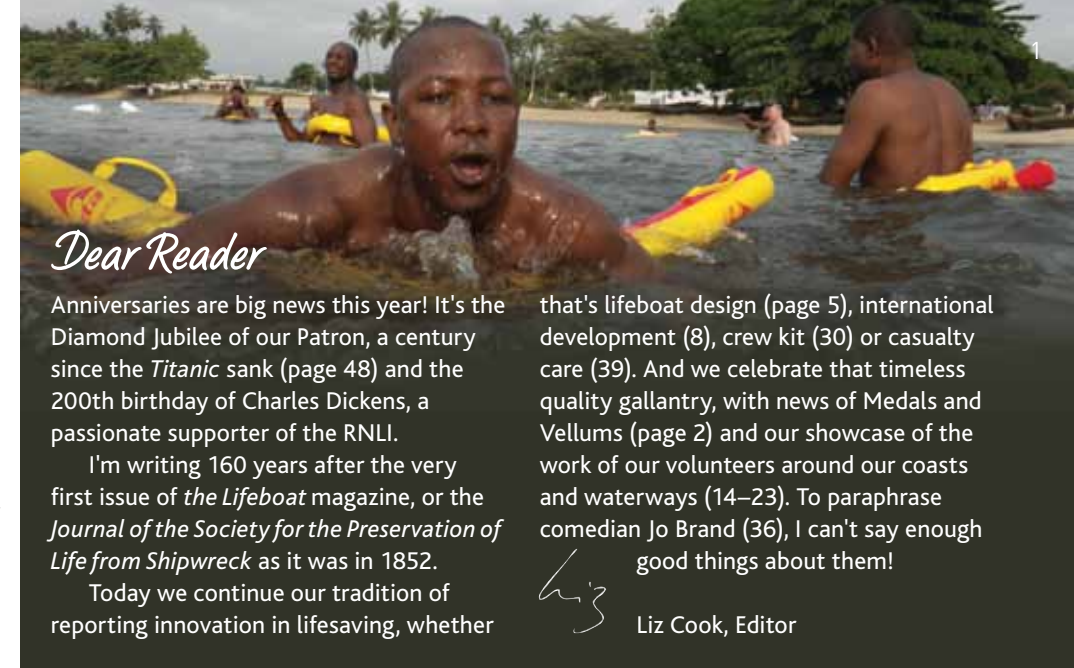 1
Dear Reader
Anniversaries are big news this year! It's the
Diamond Jubilee of our Patron, a century
since the Titanic sank (page 48) and the
200th birthday of Charles Dickens, a
passionate supporter of the RNLI.
I'm writing 160 years after the very
first issue of the Lifeboat magazine, or the
Journal of the Society for the Preservation of
Life from Shipwreck as it was in 1852.
Today we continue our tradition of
reporting innovation in lifesaving, whether
that's lifeboat design (page 5), international
development (8), crew kit (30) or casualty
care (39). And we celebrate that timeless
quality gallantry, with news of Medals and
Vellums (page 2) and our showcase of the
work of our volunteers around our coasts
and waterways (14–23). To paraphrase
comedian Jo Brand (36), I can't say enough
good things about them!
Liz
Liz Cook, Editor